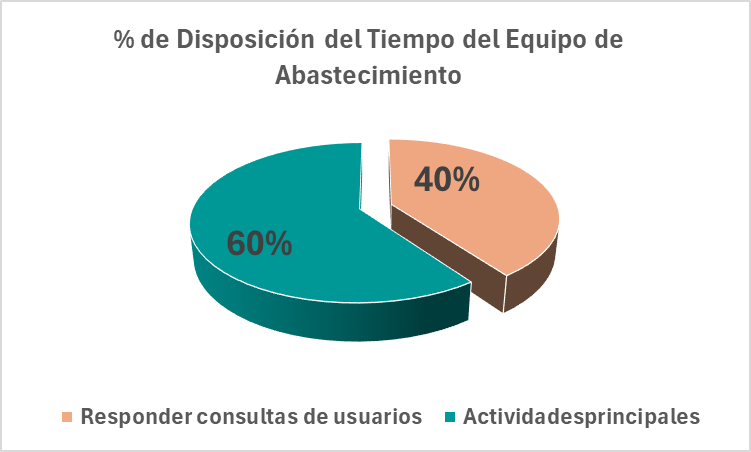 % de Disposición del Tiempo del Equipo de
Abastecimiento
40%
60%
Responder consultas de usuarios
Actividadesprincipales